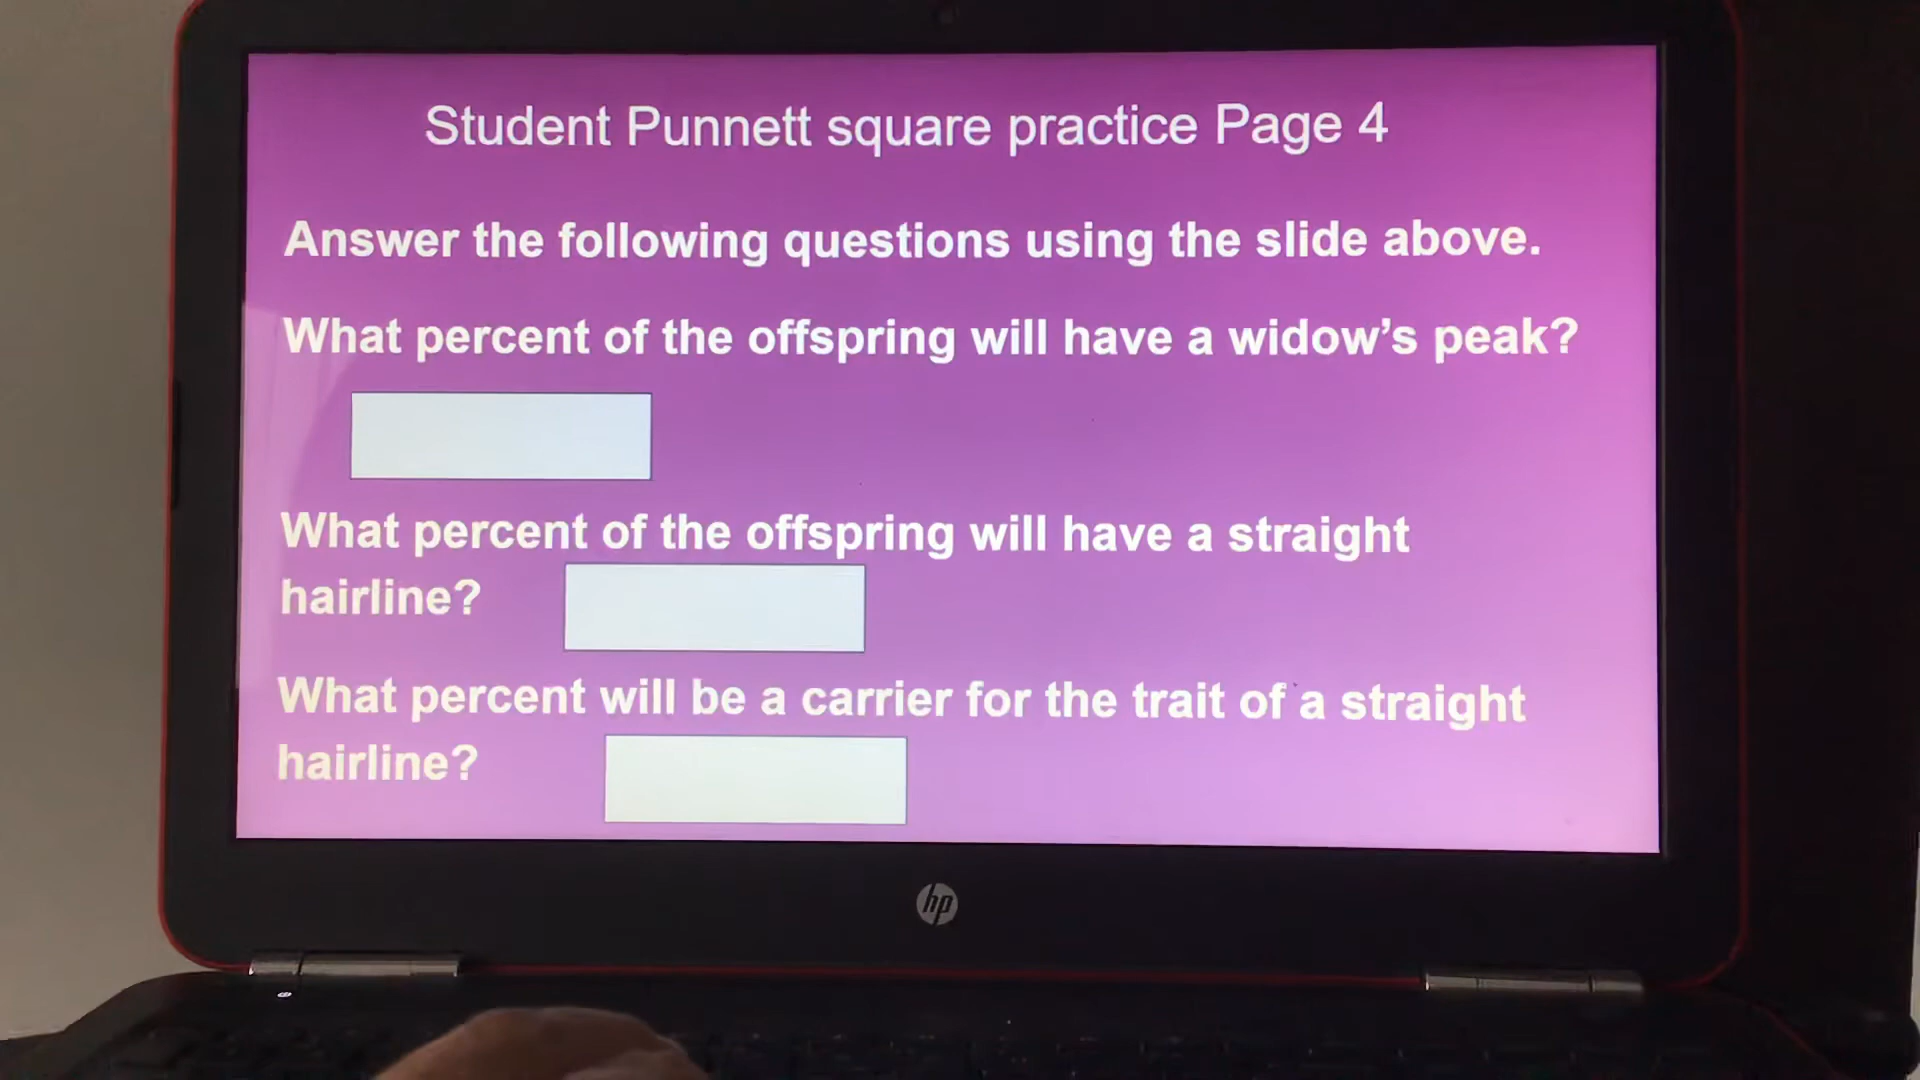 Student Punnett square practice Page 4
Answer the following questions using the slide above.
What percent of the offspring will have a widow’s peak?
What percent of the offspring will have a straight
hairline?
What percent will be a carrier for the trait of a straight
hairline?
hp